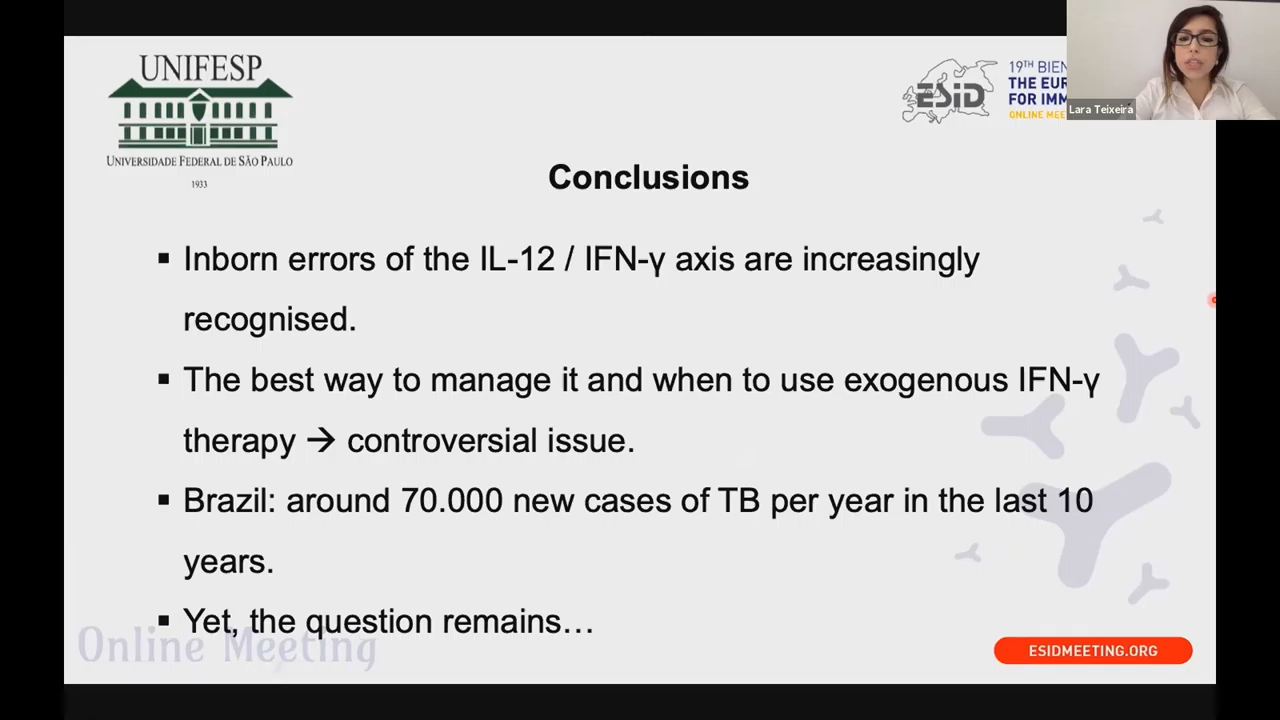 UNIFESP
UNIVERSIDADE FEDERAL DE SÃO PAULO
1933
ESiD
19TH BIEN
THE EUR
FOR IMM
ONLINE MEE
Lara Teixeira
Conclusions
▪ Inborn errors of the IL-12 / IFN-γ axis are increasingly
recognised.
▪ The best way to manage it and when to use exogenous IFN-γ
therapy → controversial issue.
▪ Brazil: around 70.000 new cases of TB per year in the last 10
years.
▪ Yet, the question remains…
Online Meeting
ESIDMEETING.ORG